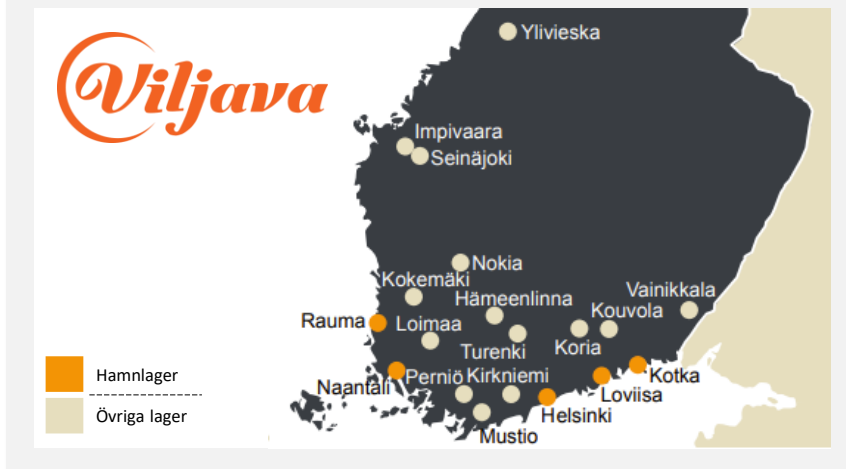 Viljava
Ylivieska
Impivaara
Seinäjoki
Nokia
Kokemäki
Vainikkala
Hämeenlinna
Kouvola
Rauma
Loimaa
Turenki
Koria
Kotka
Naantali
Perniö
Kirkniemi
Loviisa
Helsinki
Mustio
Hamnlager
Övriga lager